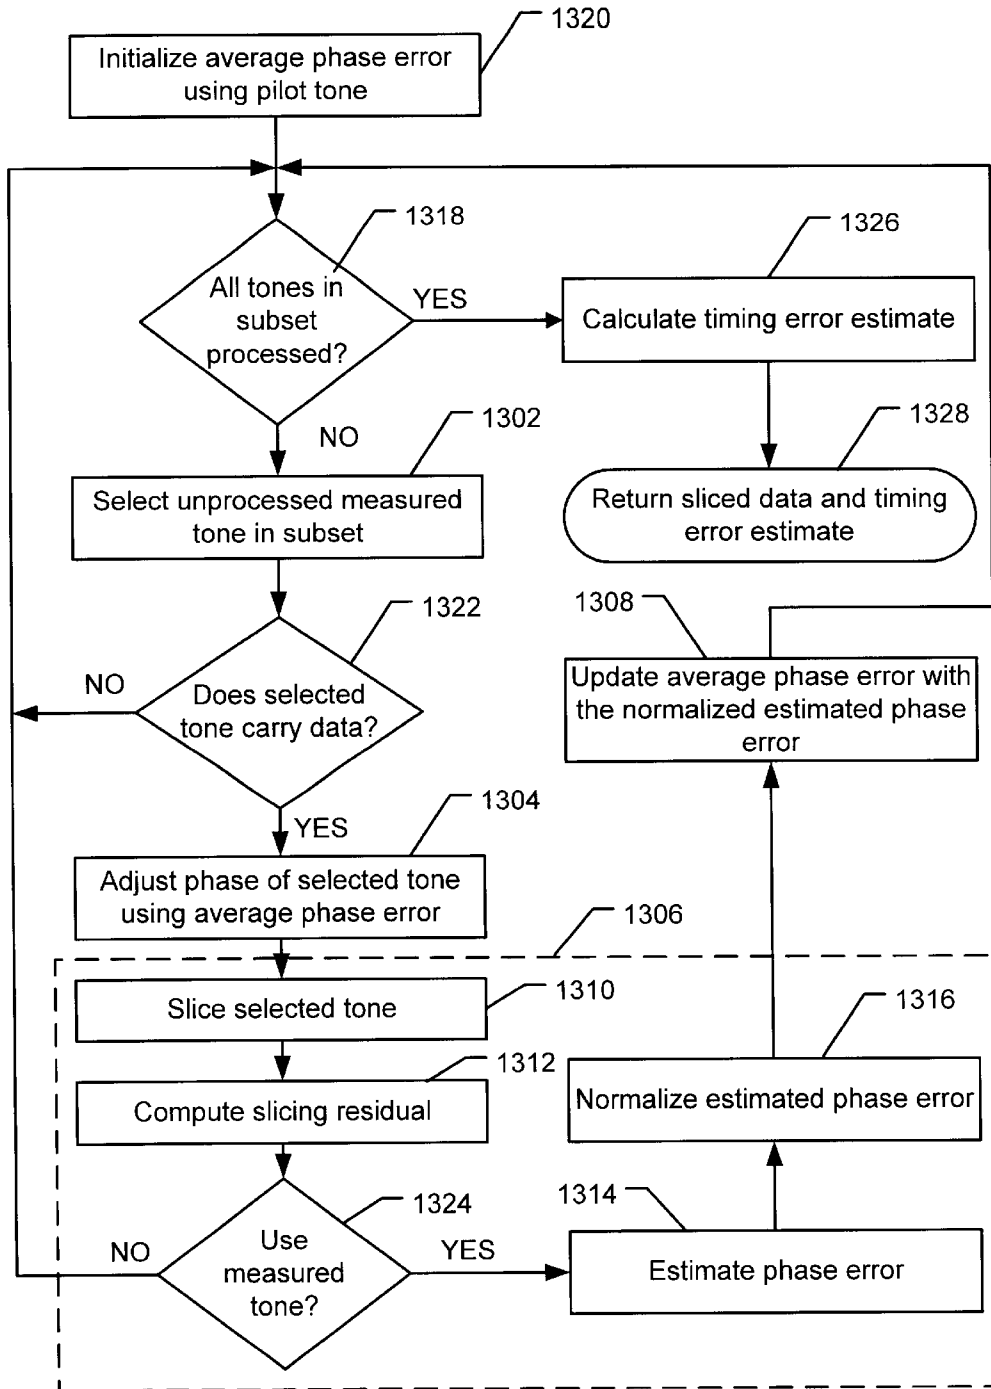 1320
Initialize average phase error
using pilot tone
1318
All tones in
subset
processed?
YES
1326
Calculate timing error estimate
NO
1302
Select unprocessed measured
tone in subset
1328
Return sliced data and timing
error estimate
1322
Does selected
tone carry data?
NO
1308
Update average phase error with
the normalized estimated phase
error
YES
1304
Adjust phase of selected tone
using average phase error
1306
Slice selected tone
1310
1316
Normalize estimated phase error
1312
Compute slicing residual
1324
Use
measured
tone?
NO
YES
1314
Estimate phase error